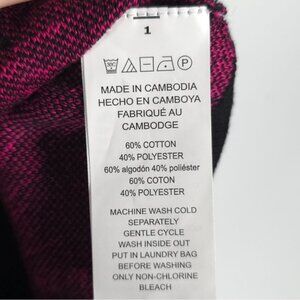 1
30C
P
MADE IN CAMBODIA
HECHO EN CAMBOYA
FABRIQUÉ AU
CAMBODGE
60% COTTON
40% POLYESTER
60% algodón 40% poliéster
60% COTON
40% POLYESTER
MACHINE WASH COLD
SEPARATELY
GENTLE CYCLE
WASH INSIDE OUT
PUT IN LAUNDRY BAG
BEFORE WASHING
ONLY NON-CHLORINE
BLEACH